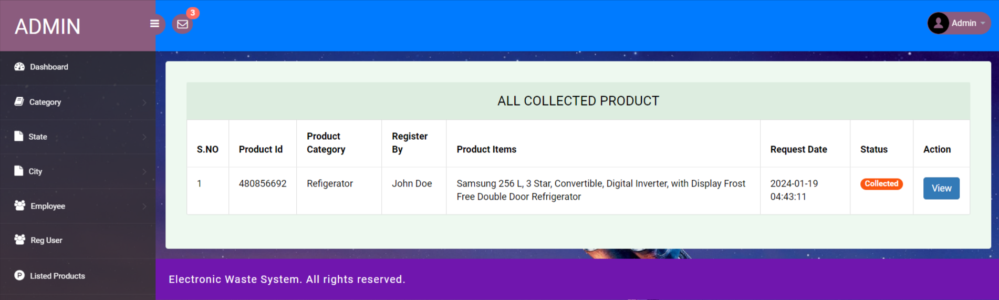 ADMIN
3
Admin
Dashboard
Category
State
City
Employee
Reg User
Listed Products
ALL COLLECTED PRODUCT
S.NO
Product Id
Product
Category
Register
By
Product Items
Request Date
Status
Action
1
480856692
Refigerator
John Doe
Samsung 256 L, 3 Star, Convertible, Digital Inverter, with Display Frost
Free Double Door Refrigerator
2024-01-19
04:43:11
Collected
View
Electronic Waste System. All rights reserved.